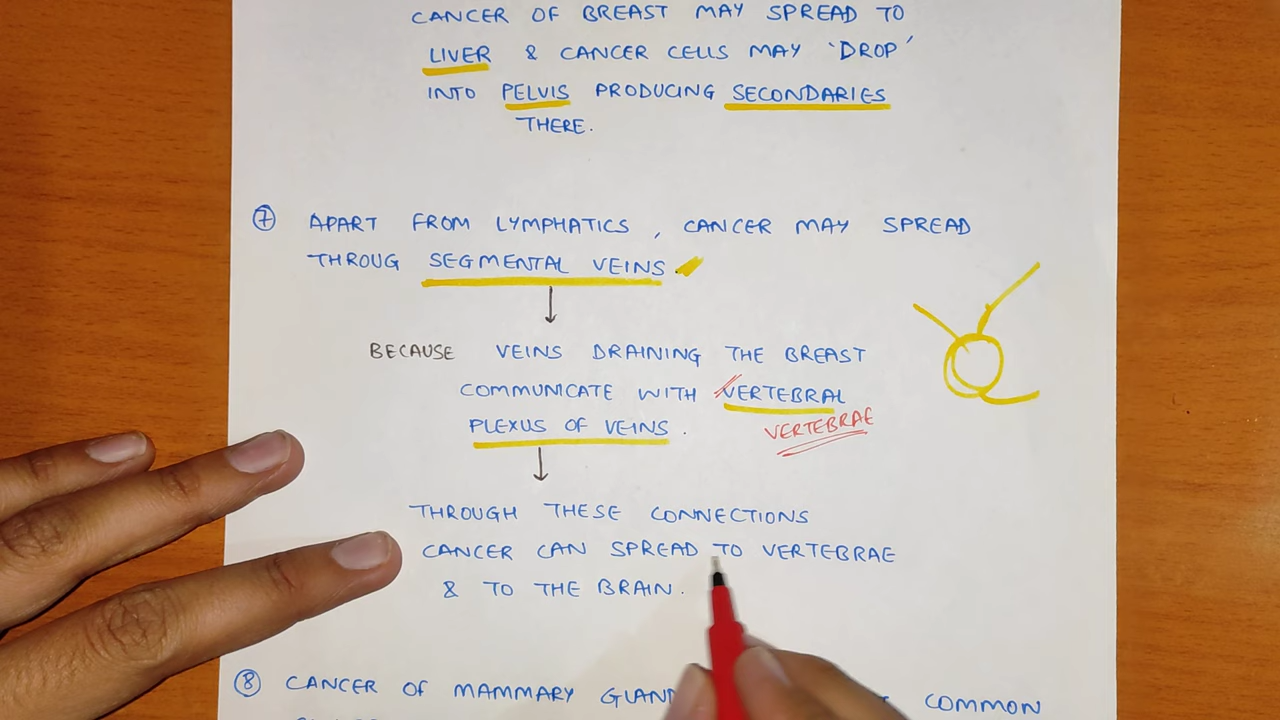 CANCER OF BREAST MAY SPREAD TO
LIVER & CANCER CELLS MAY 'DROP'
INTO PELVIS PRODUCING SECONDARIES
THERE.
⑦ APART FROM LYMPHATICS, CANCER MAY SPREAD
THROUG SEGMENTAL VEINS
BECAUSE VEINS DRAINING THE BREAST
COMMUNICATE WITH VERTEBRAL
PLEXUS OF VEINS.
VERTEBRAE
THROUGH THESE CONNECTIONS
CANCER CAN SPREAD TO VERTEBRAE
& TO THE BRAIN.
⑧ CANCER OF MAMMARY GLAND COMMON